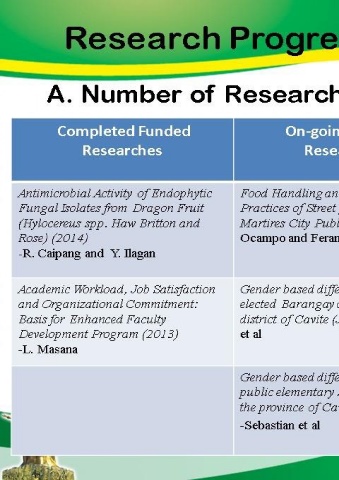 Research Progre
A. Number of Research
Completed Funded
Researches
On-goin
Resea
Antimicrobial Activity of Endophytic
Fungal Isolates from Dragon Fruit
(Hylocereus spp. Haw Britton and
Rose) (2014)
-R. Caipang and Y. Ilagan
Food Handling an
Practices of Street
Martires City Publ
Ocampo and Feran
Academic Workload, Job Satisfaction
and Organizational Commitment:
Basis for Enhanced Faculty
Development Program (2013)
-L. Masana
Gender based diffe
elected Barangay
district of Cavite (
et al
Gender based diffe
public elementary
the province of Ca
-Sebastian et al